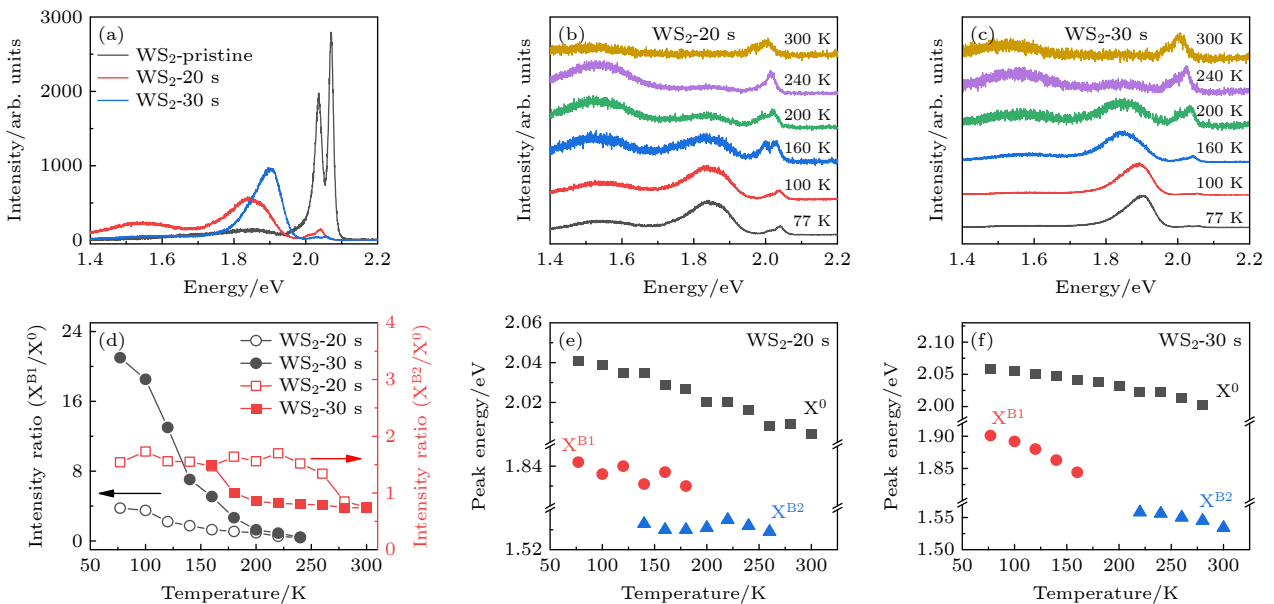 (a)
WS₂-pristine
WS₂-20 s
WS₂-30 s
3000
2000
1000
0
Intensity/arb. units
1.4 1.6 1.8 2.0 2.2
Energy/eV
(b) WS₂-20 s
300 K
240 K
200 K
160 K
100 K
77 K
Intensity/arb. units
1.4 1.6 1.8 2.0 2.2
Energy/eV
(c) WS₂-30 s
300 K
240 K
200 K
160 K
100 K
77 K
Intensity/arb. units
1.4 1.6 1.8 2.0 2.2
Energy/eV
(d)
WS₂-20 s
WS₂-30 s
WS₂-20 s
WS₂-30 s
24
16
8
0
Intensity ratio (Xᴮ¹/X⁰)
4
3
2
1
0
Intensity ratio (Xᴮ²/X⁰)
50 100 150 200 250 300
Temperature/K
(e) WS₂-20 s
X⁰
Xᴮ¹
Xᴮ²
2.06
2.04
2.02
1.84
1.52
Peak energy/eV
50 100 150 200 250 300
Temperature/K
(f) WS₂-30 s
X⁰
Xᴮ¹
Xᴮ²
2.10
2.05
2.00
1.90
1.85
1.55
1.50
Peak energy/eV
50 100 150 200 250 300
Temperature/K